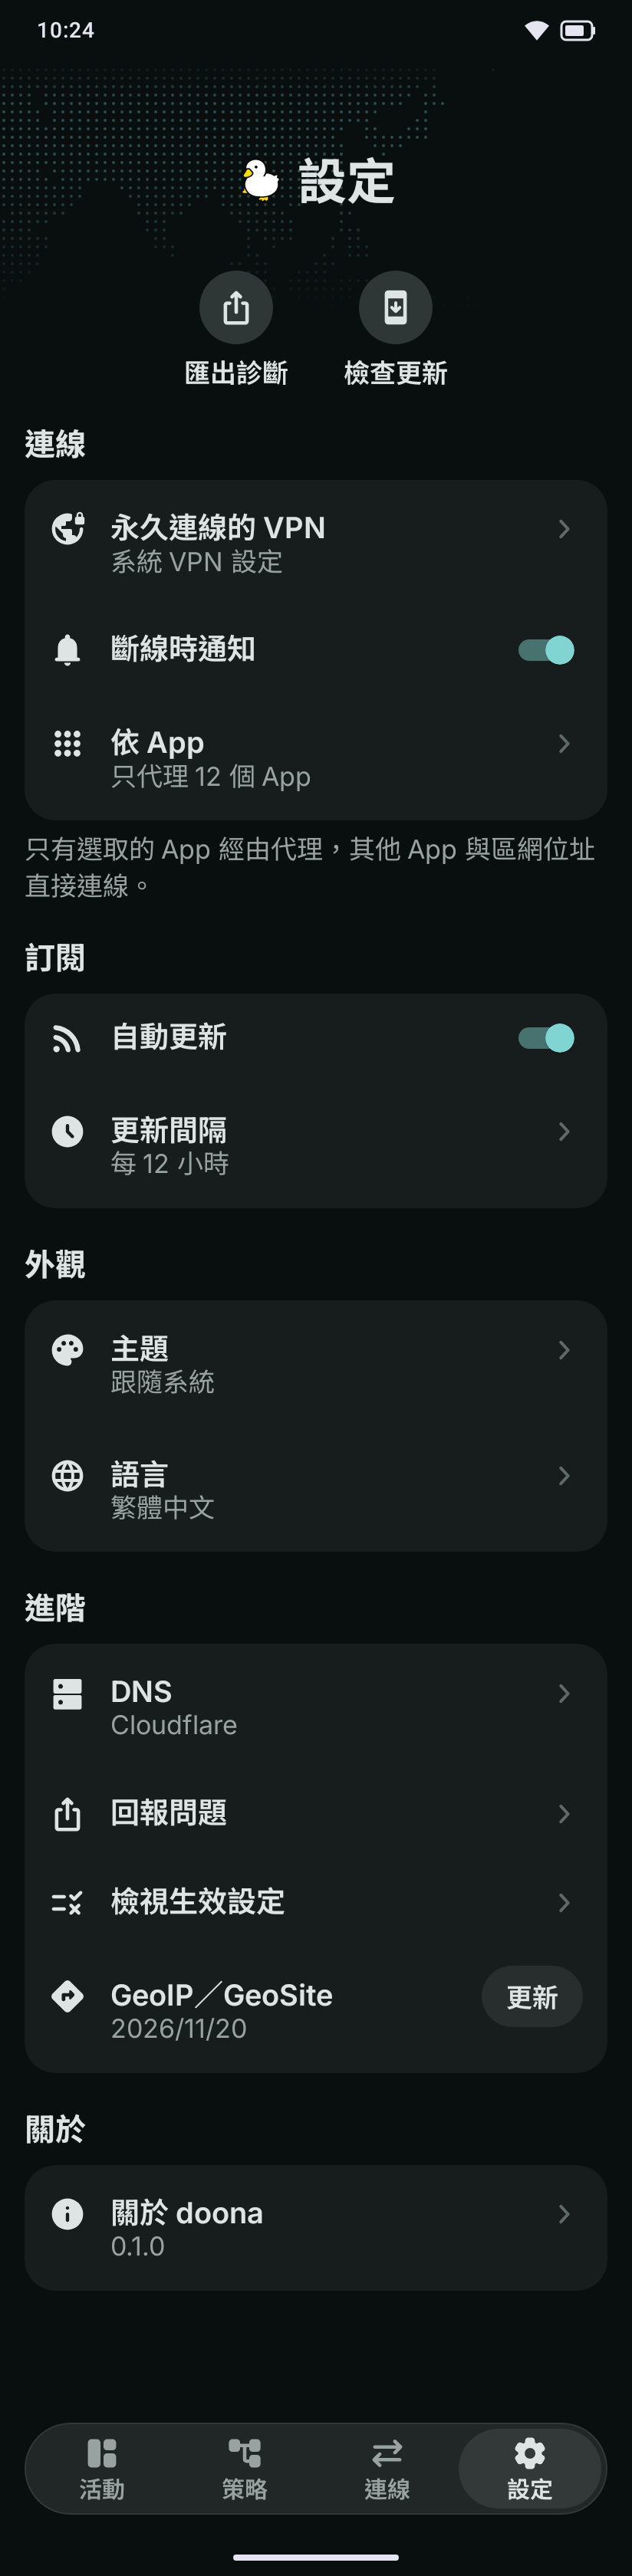 10:24
設定
匯出診斷
檢查更新
連線
永久連線的 VPN
系統 VPN 設定
斷線時通知
依 App
只代理 12 個 App
只有選取的 App 經由代理，其他 App 與區網位址
直接連線。
訂閱
自動更新
更新間隔
每 12 小時
外觀
主題
跟隨系統
語言
繁體中文
進階
DNS
Cloudflare
回報問題
檢視生效設定
GeoIP／GeoSite
更新
2026/11/20
關於
關於 doona
0.1.0
活動
策略
連線
設定